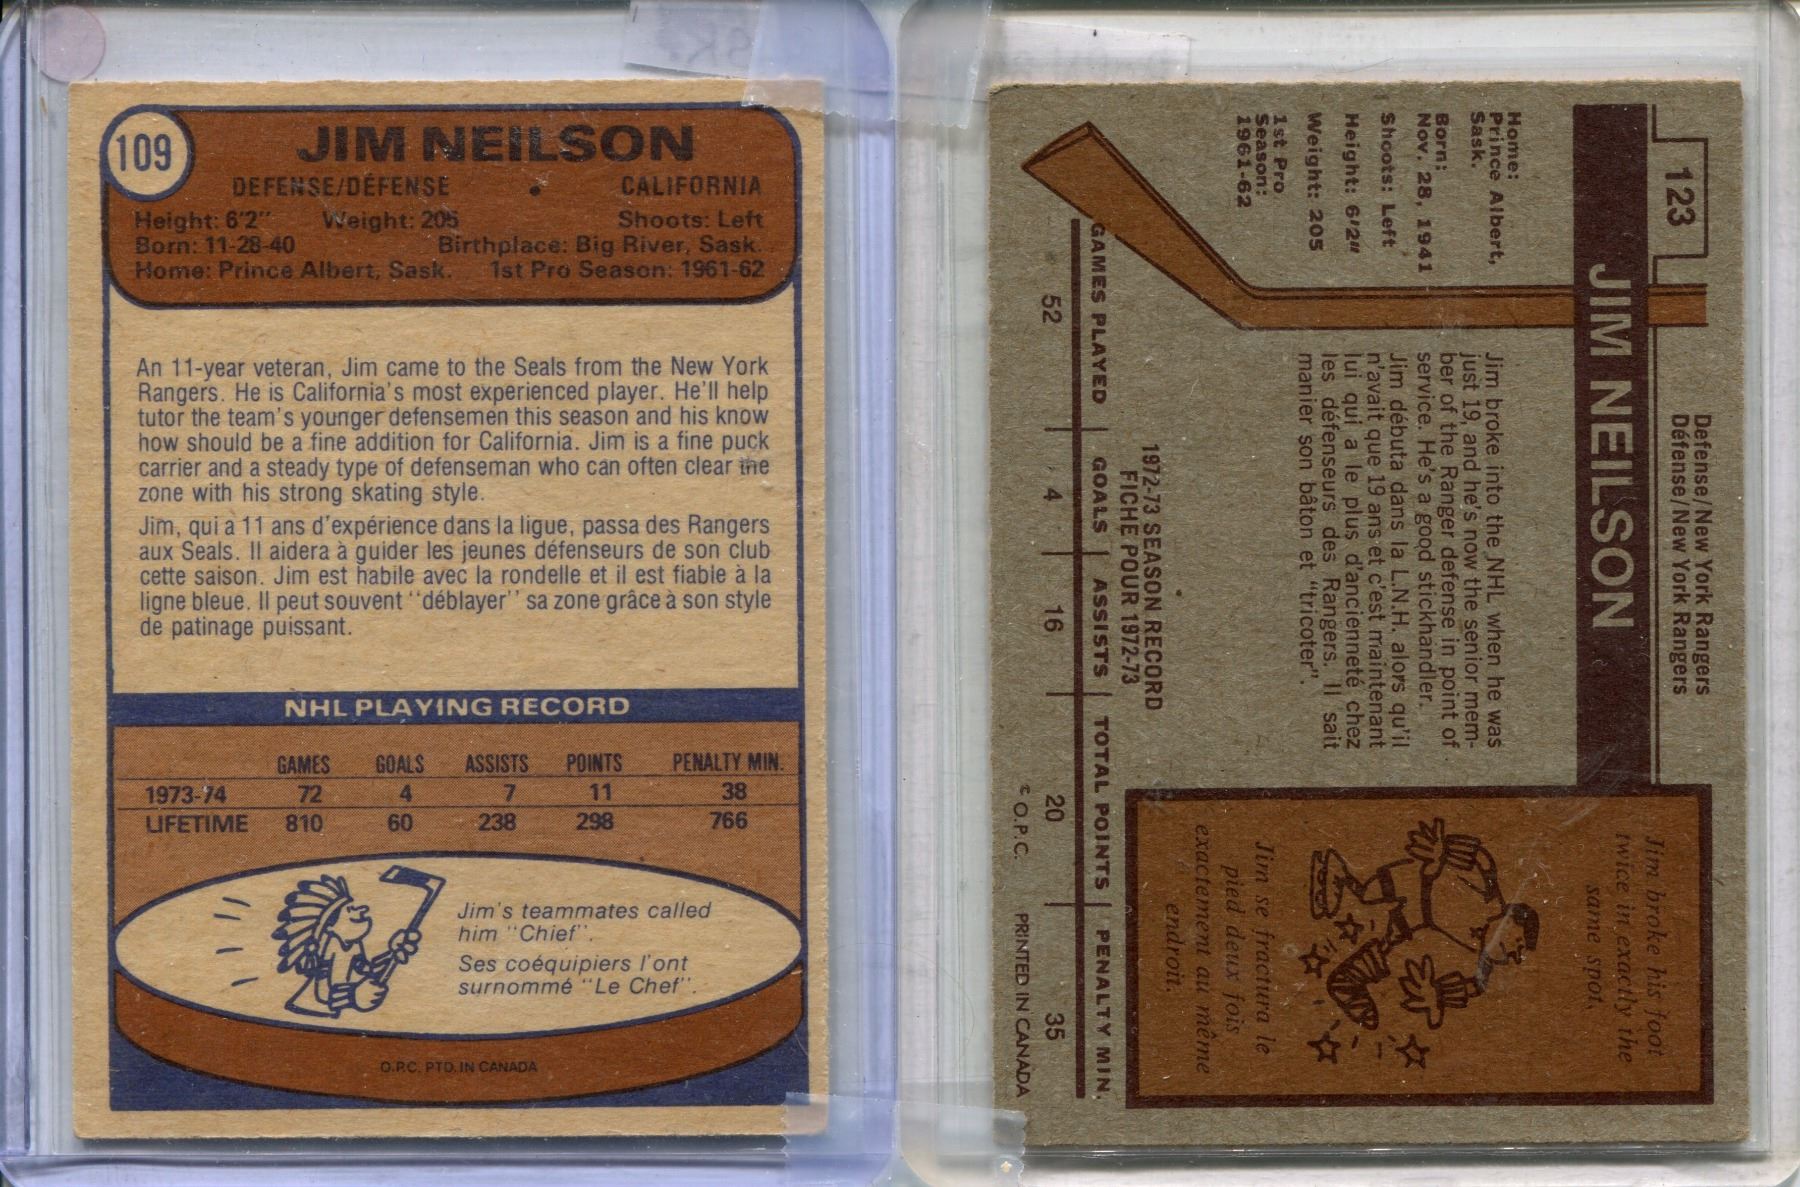 109
JIM NEILSON
DEFENSE/DÉFENSE • CALIFORNIA
Height: 6'2" Weight: 205 Shoots: Left
Born: 11-28-40 Birthplace: Big River, Sask.
Home: Prince Albert, Sask. 1st Pro Season: 1961-62
An 11-year veteran, Jim came to the Seals from the New York
Rangers. He is California's most experienced player. He'll help
tutor the team's younger defensemen this season and his know
how should be a fine addition for California. Jim is a fine puck
carrier and a steady type of defenseman who can often clear the
zone with his strong skating style.
Jim, qui a 11 ans d'expérience dans la ligue, passa des Rangers
aux Seals. Il aidera à guider les jeunes défenseurs de son club
cette saison. Jim est habile avec la rondelle et il est fiable à la
ligne bleue. Il peut souvent "déblayer" sa zone grâce à son style
de patinage puissant.
NHL PLAYING RECORD
GAMES GOALS ASSISTS POINTS PENALTY MIN.
1973-74 72 4 7 11 38
LIFETIME 810 60 238 298 766
Jim's teammates called
him "Chief".
Ses coéquipiers l'ont
surnommé "Le Chef".
O.P.C. PTD. IN CANADA
123
Defense/New York Rangers
Défense/New York Rangers
JIM NEILSON
Home:
Prince Albert,
Sask.
Born:
Nov. 28, 1941
Shoots: Left
Height: 6'2"
Weight: 205
1st Pro
Season:
1961-62
Jim broke into the NHL when he was
just 19, and he's now the senior mem-
ber of the Ranger defense in point of
service. He's a good stickhandler.
Jim débuta dans la L.N.H. alors qu'il
n'avait que 19 ans et c'est maintenant
lui qui a le plus d'ancienneté chez
les défenseurs des Rangers. Il sait
manier son bâton et "tricoter".
Jim broke his foot
twice in exactly the
same spot.
Jim se fractura le
pied deux fois
exactement au même
endroit.
1972-73 SEASON RECORD
FICHE POUR 1972-73
GAMES PLAYED GOALS ASSISTS TOTAL POINTS PENALTY MIN.
52 4 16 20 35
© O.P.C. PRINTED IN CANADA